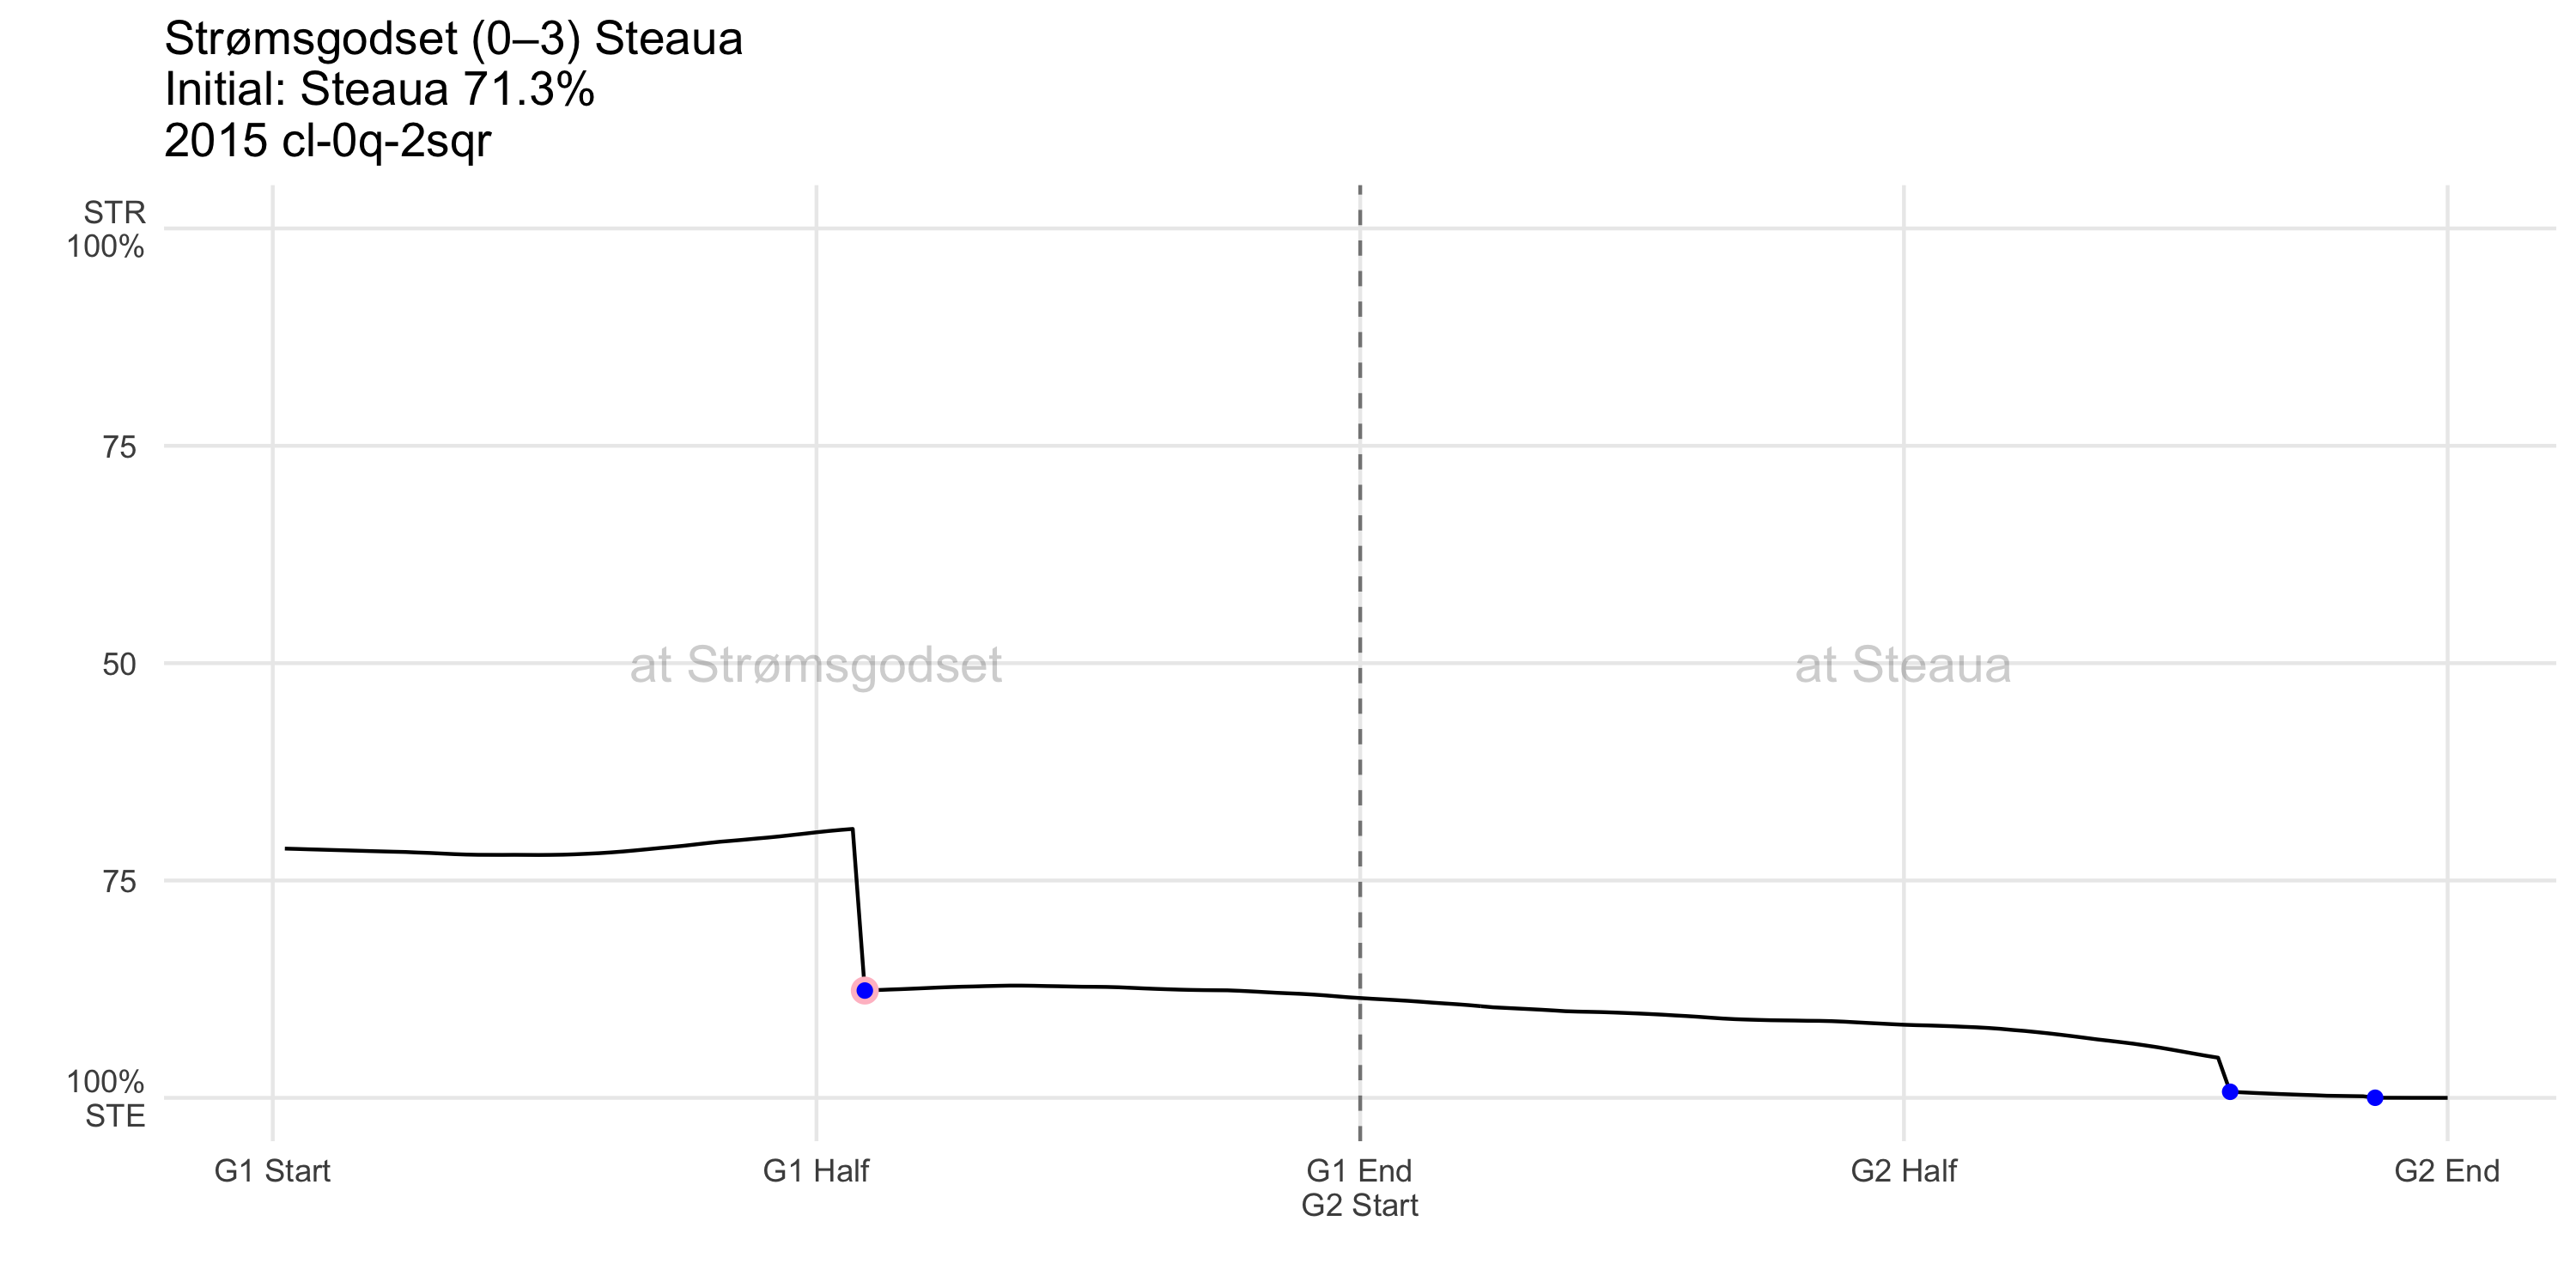 Strømsgodset (0–3) Steaua
Initial: Steaua 71.3%
2015 cl-0q-2sqr
STR
100%
75
50
at Strømsgodset
at Steaua
75
100%
STE
G1 Start
G1 Half
G1 End
G2 Start
G2 Half
G2 End